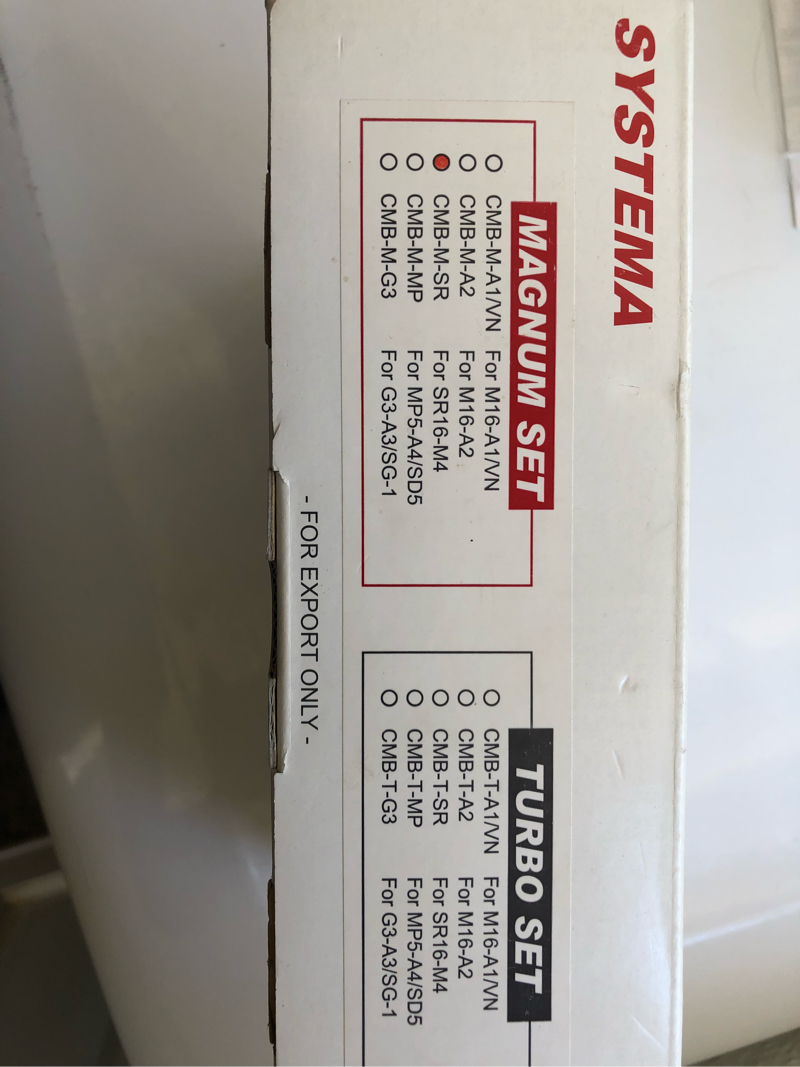 SYSTEMA
MAGNUM SET
CMB-M-A1/VN For M16-A1/VN
CMB-M-A2 For M16-A2
CMB-M-SR For SR16-M4
CMB-M-MP For MP5-A4/SD5
CMB-M-G3 For G3-A3/SG-1
TURBO SET
CMB-T-A1/VN For M16-A1/VN
CMB-T-A2 For M16-A2
CMB-T-SR For SR16-M4
CMB-T-MP For MP5-A4/SD5
CMB-T-G3 For G3-A3/SG-1
- FOR EXPORT ONLY -